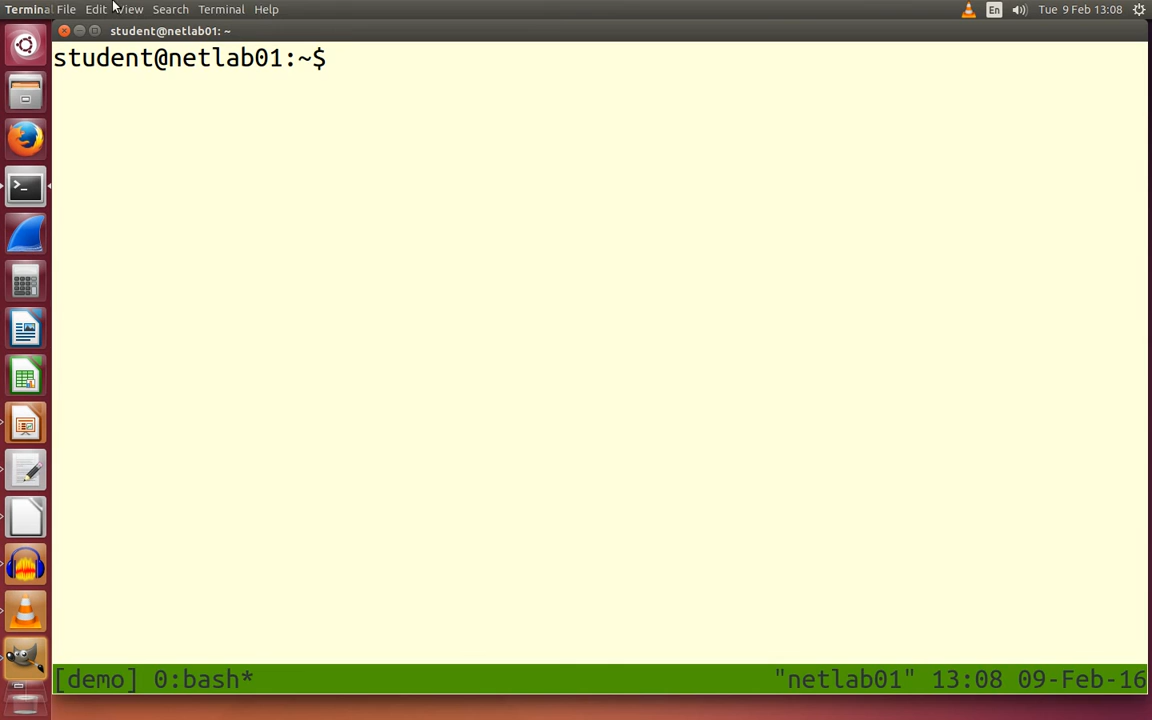 Terminal File Edit View Search Terminal Help En Tue 9 Feb 13:08
student@netlab01: ~
student@netlab01:~$
[demo] 0:bash* "netlab01" 13:08 09-Feb-16